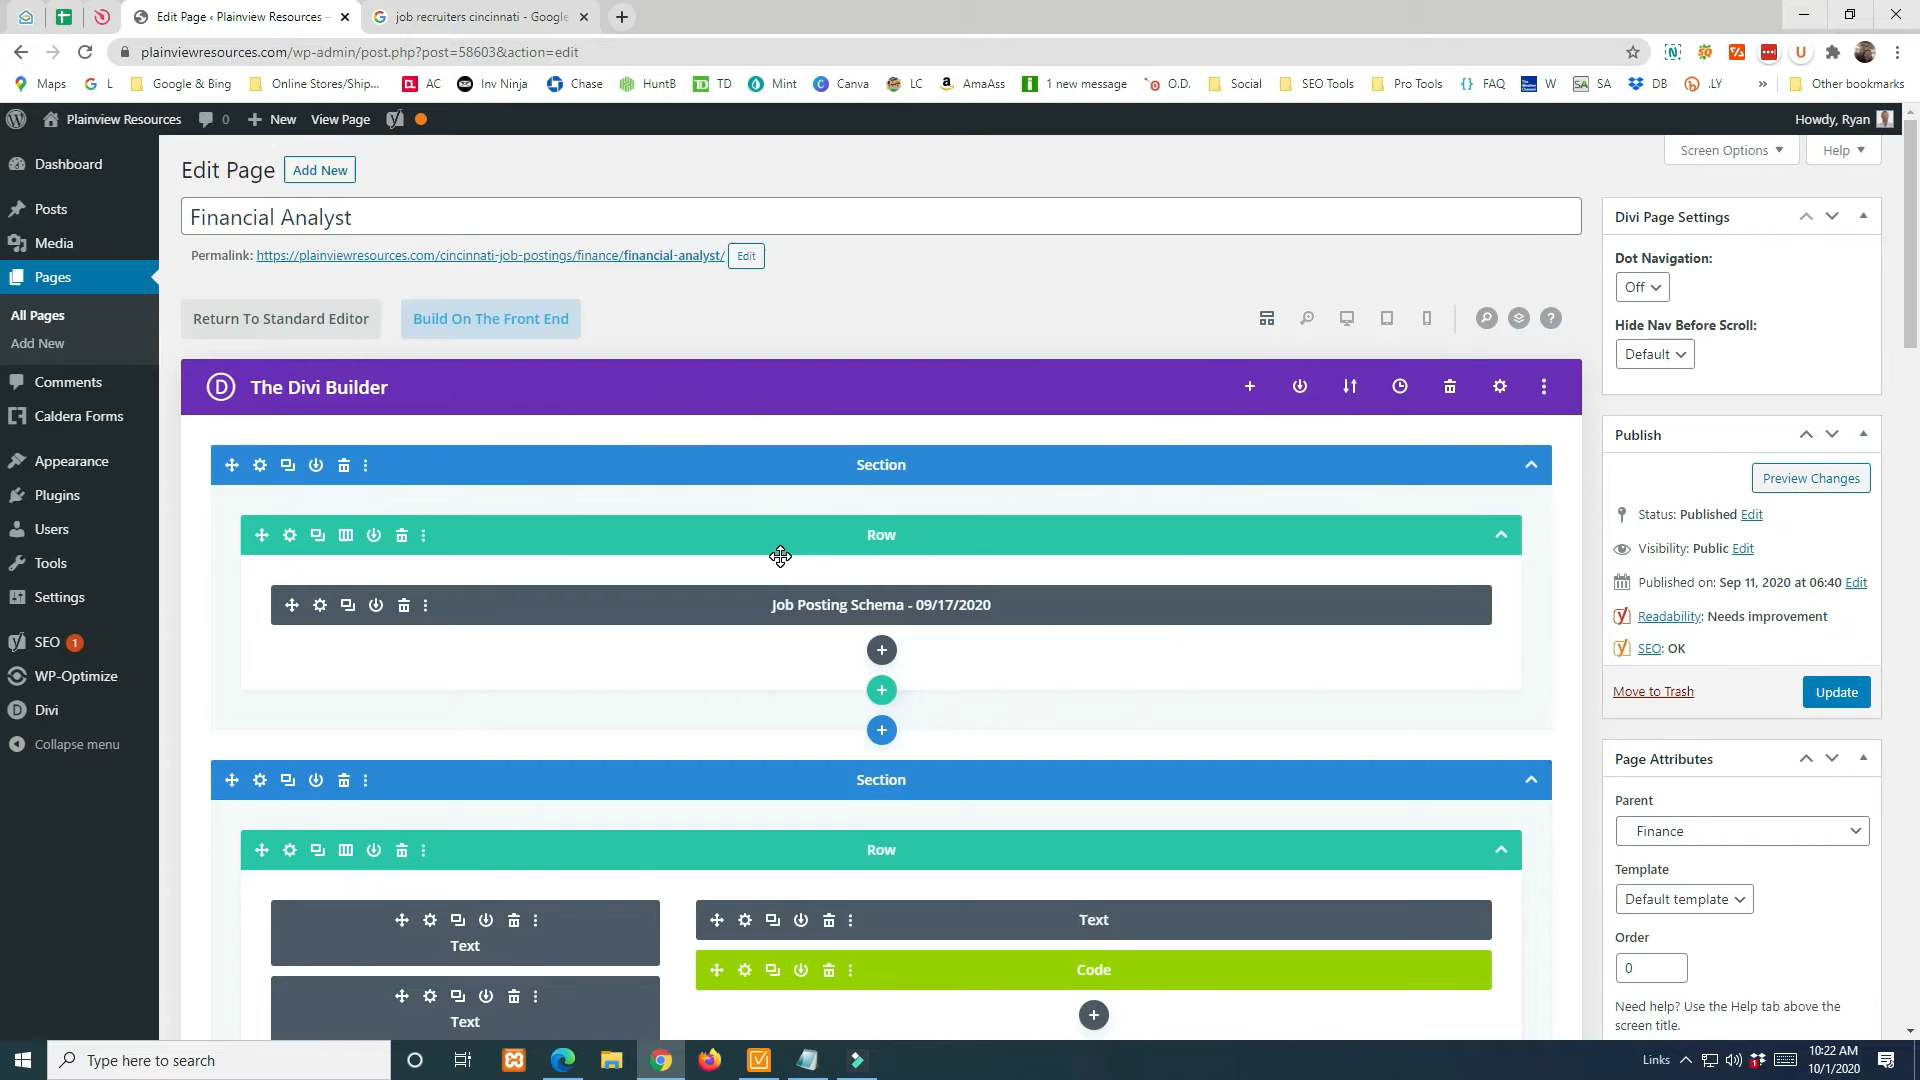 Edit Page ‹ Plainview Resources –
job recruiters cincinnati - Google
plainviewresources.com/wp-admin/post.php?post=58603&action=edit
Maps
L
Google & Bing
Online Stores/Ship...
AC
Inv Ninja
Chase
HuntB
TD
Mint
Canva
LC
AmaAss
1 new message
O.D.
Social
SEO Tools
Pro Tools
FAQ
W
SA
DB
.LY
»
Other bookmarks
Plainview Resources
0
New
View Page
Howdy, Ryan
Dashboard
Posts
Media
Pages
All Pages
Add New
Comments
Caldera Forms
Appearance
Plugins
Users
Tools
Settings
SEO 1
WP-Optimize
Divi
Collapse menu
Screen Options
Help
Edit Page
Add New
Financial Analyst
Permalink: https://plainviewresources.com/cincinnati-job-postings/finance/financial-analyst/ Edit
Return To Standard Editor
Build On The Front End
The Divi Builder
Section
Row
Job Posting Schema - 09/17/2020
Section
Row
Text
Text
Text
Code
Divi Page Settings
Dot Navigation:
Off
Hide Nav Before Scroll:
Default
Publish
Preview Changes
Status: Published Edit
Visibility: Public Edit
Published on: Sep 11, 2020 at 06:40 Edit
Readability: Needs improvement
SEO: OK
Move to Trash
Update
Page Attributes
Parent
Finance
Template
Default template
Order
0
Need help? Use the Help tab above the
screen title.
Type here to search
Links
10:22 AM
10/1/2020